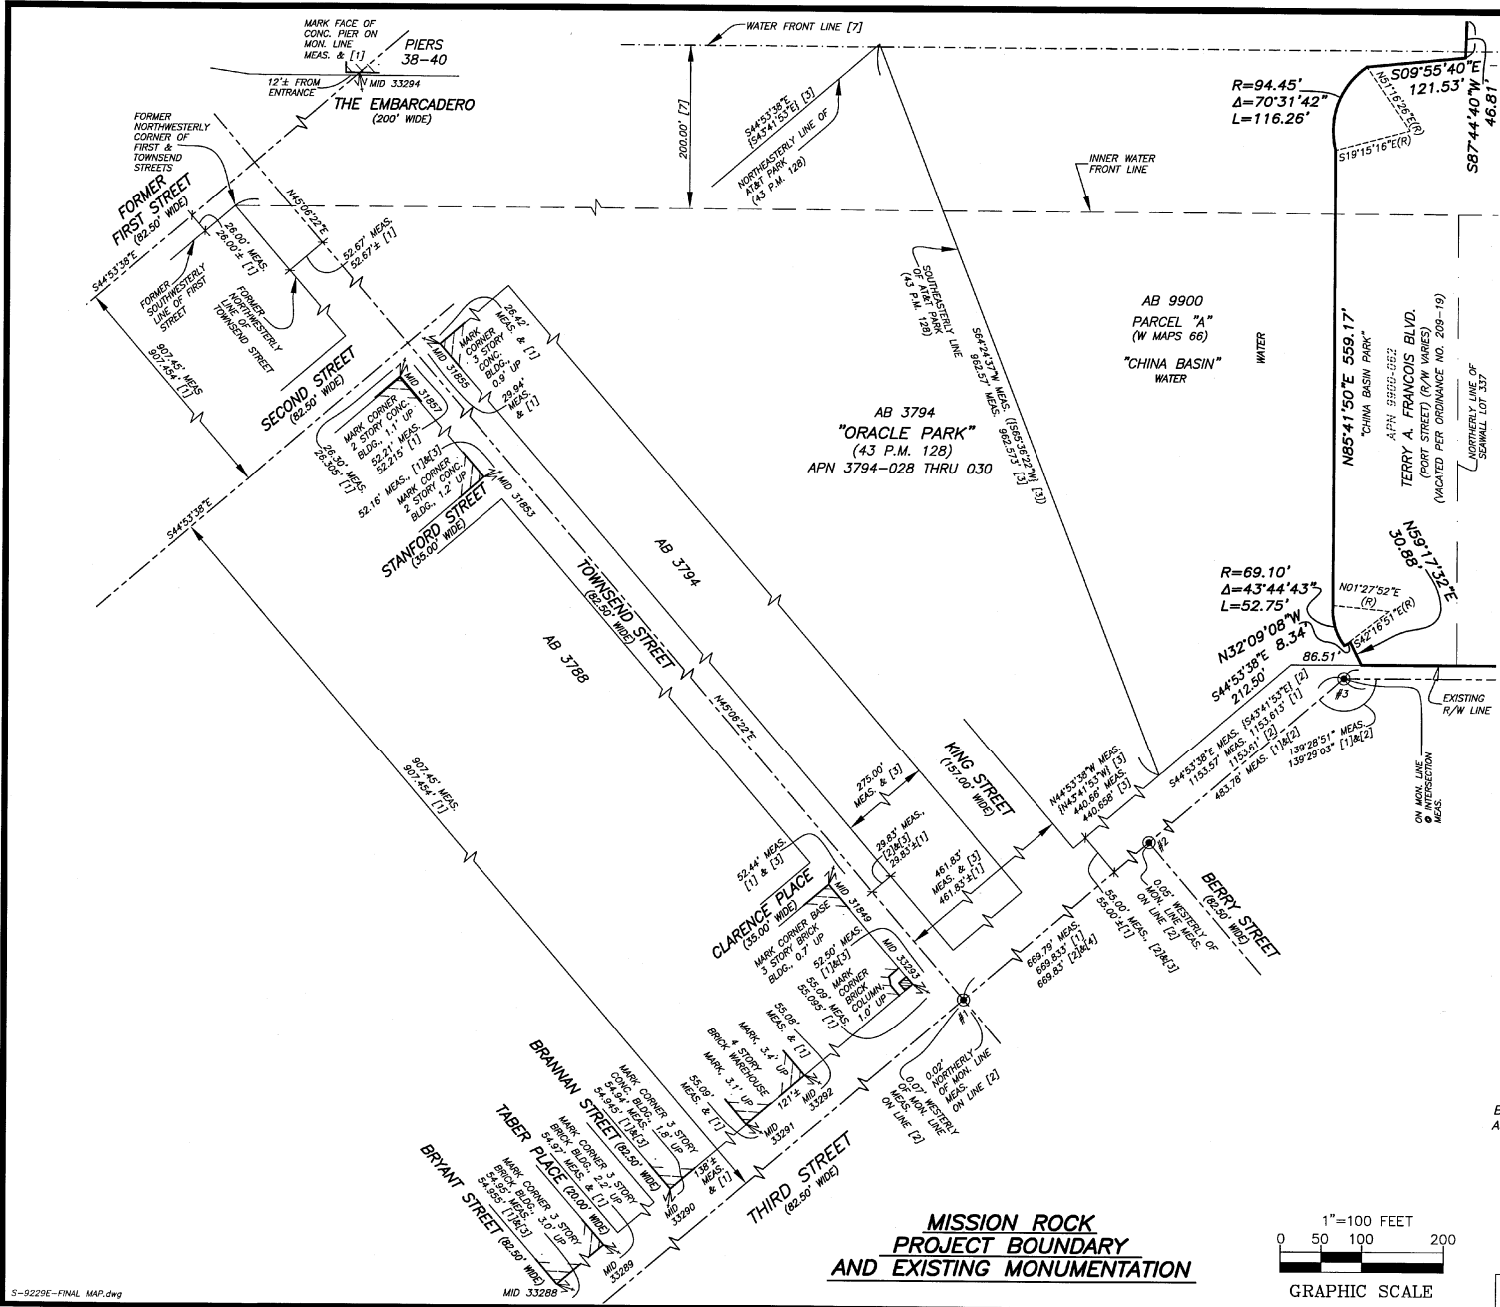 MARK FACE OF
CONC. PIER ON
MON. LINE
MEAS. & [1]
PIERS
38-40
12'± FROM
ENTRANCE
MID 33294
THE EMBARCADERO
(200' WIDE)
WATER FRONT LINE [7]
200.00' [7]
S44°53'38"E
{S43°41'53"E} [3]
NORTHEASTERLY LINE OF
AT&T PARK
(43 P.M. 128)
INNER WATER
FRONT LINE
R=94.45'
Δ=70°31'42"
L=116.26'
S09°55'40"E
121.53'
N51°16'26"E(R)
S19°15'16"E(R)
S87°44'40"W
46.81'
FORMER
NORTHWESTERLY
CORNER OF
FIRST &
TOWNSEND
STREETS
FORMER
FIRST STREET
(82.50' WIDE)
N45°06'22"E
52.67' MEAS.
52.67'± [1]
26.00' MEAS.
26.00'± [1]
S44°53'38"E
FORMER
SOUTHWESTERLY
LINE OF FIRST
STREET
FORMER
NORTHWESTERLY
LINE OF
TOWNSEND STREET
907.45' MEAS
907.454' [1]
SECOND STREET
(82.50' WIDE)
MID 31855
26.42'
MEAS. & [1]
MARK
CORNER
3 STORY
CONC.
BLDG.,
0.9' UP
29.94'
MEAS.
& [1]
MID 31857
MARK CORNER
2 STORY CONC.
BLDG., 1.1' UP
52.21' MEAS.
52.215' [1]
26.30' MEAS.
26.305' [1]
52.16' MEAS., [1]&[3]
MARK CORNER
2 STORY CONC.
BLDG., 1.2' UP
MID 31853
S44°53'38"E
STANFORD STREET
(35.00' WIDE)
SOUTHEASTERLY LINE
OF AT&T PARK
(43 P.M. 128)
S64°24'37"W MEAS. ({S65°36'22"W} [3])
962.57' MEAS. 962.573' [3]
AB 3794
"ORACLE PARK"
(43 P.M. 128)
APN 3794-028 THRU 030
AB 9900
PARCEL "A"
(W MAPS 66)
"CHINA BASIN"
WATER
WATER
N85°41'50"E 559.17'
"CHINA BASIN PARK"
APN 9900-062
TERRY A. FRANCOIS BLVD.
(PORT STREET) (R/W VARIES)
(VACATED PER ORDINANCE NO. 209-19)
NORTHERLY LINE OF
SEAWALL LOT 337
AB 3794
TOWNSEND STREET
(82.50' WIDE)
AB 3788
N45°06'22"E
R=69.10'
Δ=43°44'43"
L=52.75'
N01°27'52"E
(R)
S42°16'51"E(R)
N59°17'32"E
30.88'
N32°09'08"W
8.34'
S44°53'38"E
212.50'
86.51'
#3
EXISTING
R/W LINE
S44°53'38"E MEAS. {S43°41'53"E} [2]
1153.57' MEAS. 1153.613' [1]
1153.61' [2]
483.78' MEAS. [1]&[2]
139°28'51" MEAS.
139°29'03" [1]&[2]
ON MON. LINE
@ INTERSECTION
MEAS.
907.45' MEAS.
907.454' [1]
KING STREET
(157.00' WIDE)
N44°53'38"W MEAS.
{N43°41'53"W} [3]
440.66' MEAS.
440.658' [3]
275.00'
MEAS. & [3]
29.83' MEAS.,
[2]&[3]
29.83'±[1]
461.83'
MEAS. & [3]
461.83'±[1]
#2
BERRY STREET
(82.50' WIDE)
0.05' WESTERLY OF
MON. LINE MEAS.
ON LINE [2]
55.00' MEAS., [2]&[3]
55.00'±[1]
52.44' MEAS.
[1] & [3]
CLARENCE PLACE
(35.00' WIDE)
MID 31849
MARK CORNER BASE
3 STORY BRICK
BLDG., 0.7' UP
52.50' MEAS.
[1]&[3]
MID 33293
MARK
CORNER
BRICK
COLUMN,
1.0' UP
55.09' MEAS.
55.095' [1]
669.79' MEAS.
669.833' [1]
669.83' [2]&[4]
#1
0.02'
NORTHERLY
OF MON. LINE
MEAS.
ON LINE [2]
0.07' WESTERLY
OF MON. LINE
MEAS.
ON LINE [2]
55.08'
MEAS. & [1]
MARK, 3.4' UP
4 STORY
BRICK WAREHOUSE
MARK, 3.1' UP
55.09'
MEAS. & [1]
121'±
MID
33292
MID
33291
BRANNAN STREET (82.50' WIDE)
MARK CORNER 3 STORY
CONC. BLDG., 1.8' UP
54.94' MEAS.
54.945' [1]&[3]
138'±
MEAS.
& [1]
MID
33290
TABER PLACE (20.00' WIDE)
MARK CORNER 3 STORY
BRICK BLDG., 2.2' UP
54.97' MEAS. & [1]
MID
33289
BRYANT STREET (82.50' WIDE)
MARK CORNER 3 STORY
BRICK BLDG., 3.0' UP
54.95' MEAS.
54.955' [1]&[3]
MID 33288
THIRD STREET
(82.50' WIDE)
MISSION ROCK
PROJECT BOUNDARY
AND EXISTING MONUMENTATION
1"=100 FEET
0 50 100 200
GRAPHIC SCALE
S-9229E-FINAL MAP.dwg